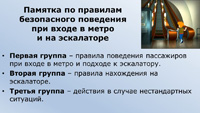 Памятка по правилам
безопасного поведения
при входе в метро
и на эскалаторе
• Первая группа – правила поведения пассажиров
при входе в метро и подходе к эскалатору.
• Вторая группа – правила нахождения на
эскалаторе.
• Третья группа – действия в случае нестандартных
ситуаций.